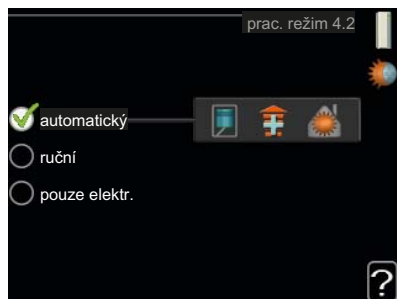 prac. režim 4.2
automatický
ruční
pouze elektr.
?